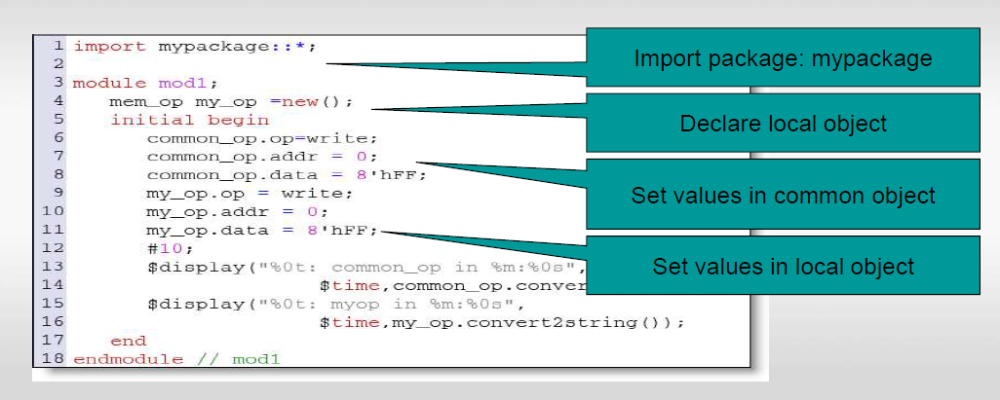 1 import mypackage::*;
2
3 module mod1;
4 mem_op my_op =new();
5 initial begin
6 common_op.op=write;
7 common_op.addr = 0;
8 common_op.data = 8'hFF;
9 my_op.op = write;
10 my_op.addr = 0;
11 my_op.data = 8'hFF;
12 #10;
13 $display("%0t: common_op in %m:%0s",
14 $time,common_op.conver
15 $display("%0t: myop in %m:%0s",
16 $time,my_op.convert2string());
17 end
18 endmodule // mod1
Import package: mypackage
Declare local object
Set values in common object
Set values in local object